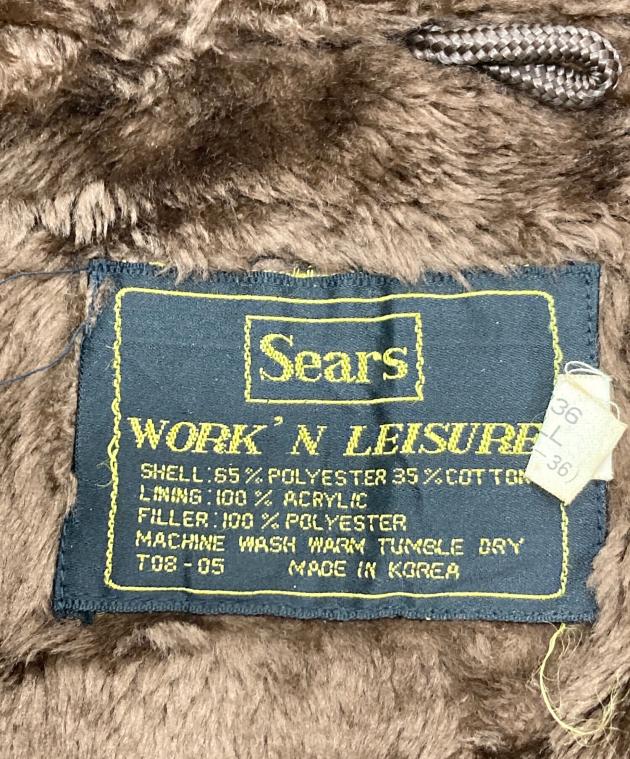 Sears
WORK'N LEISURE
SHELL:65% POLYESTER 35%COTTON
LINING:100% ACRYLIC
FILLER:100% POLYESTER
MACHINE WASH WARM TUMBLE DRY
T08-05 MADE IN KOREA
36
L
36)